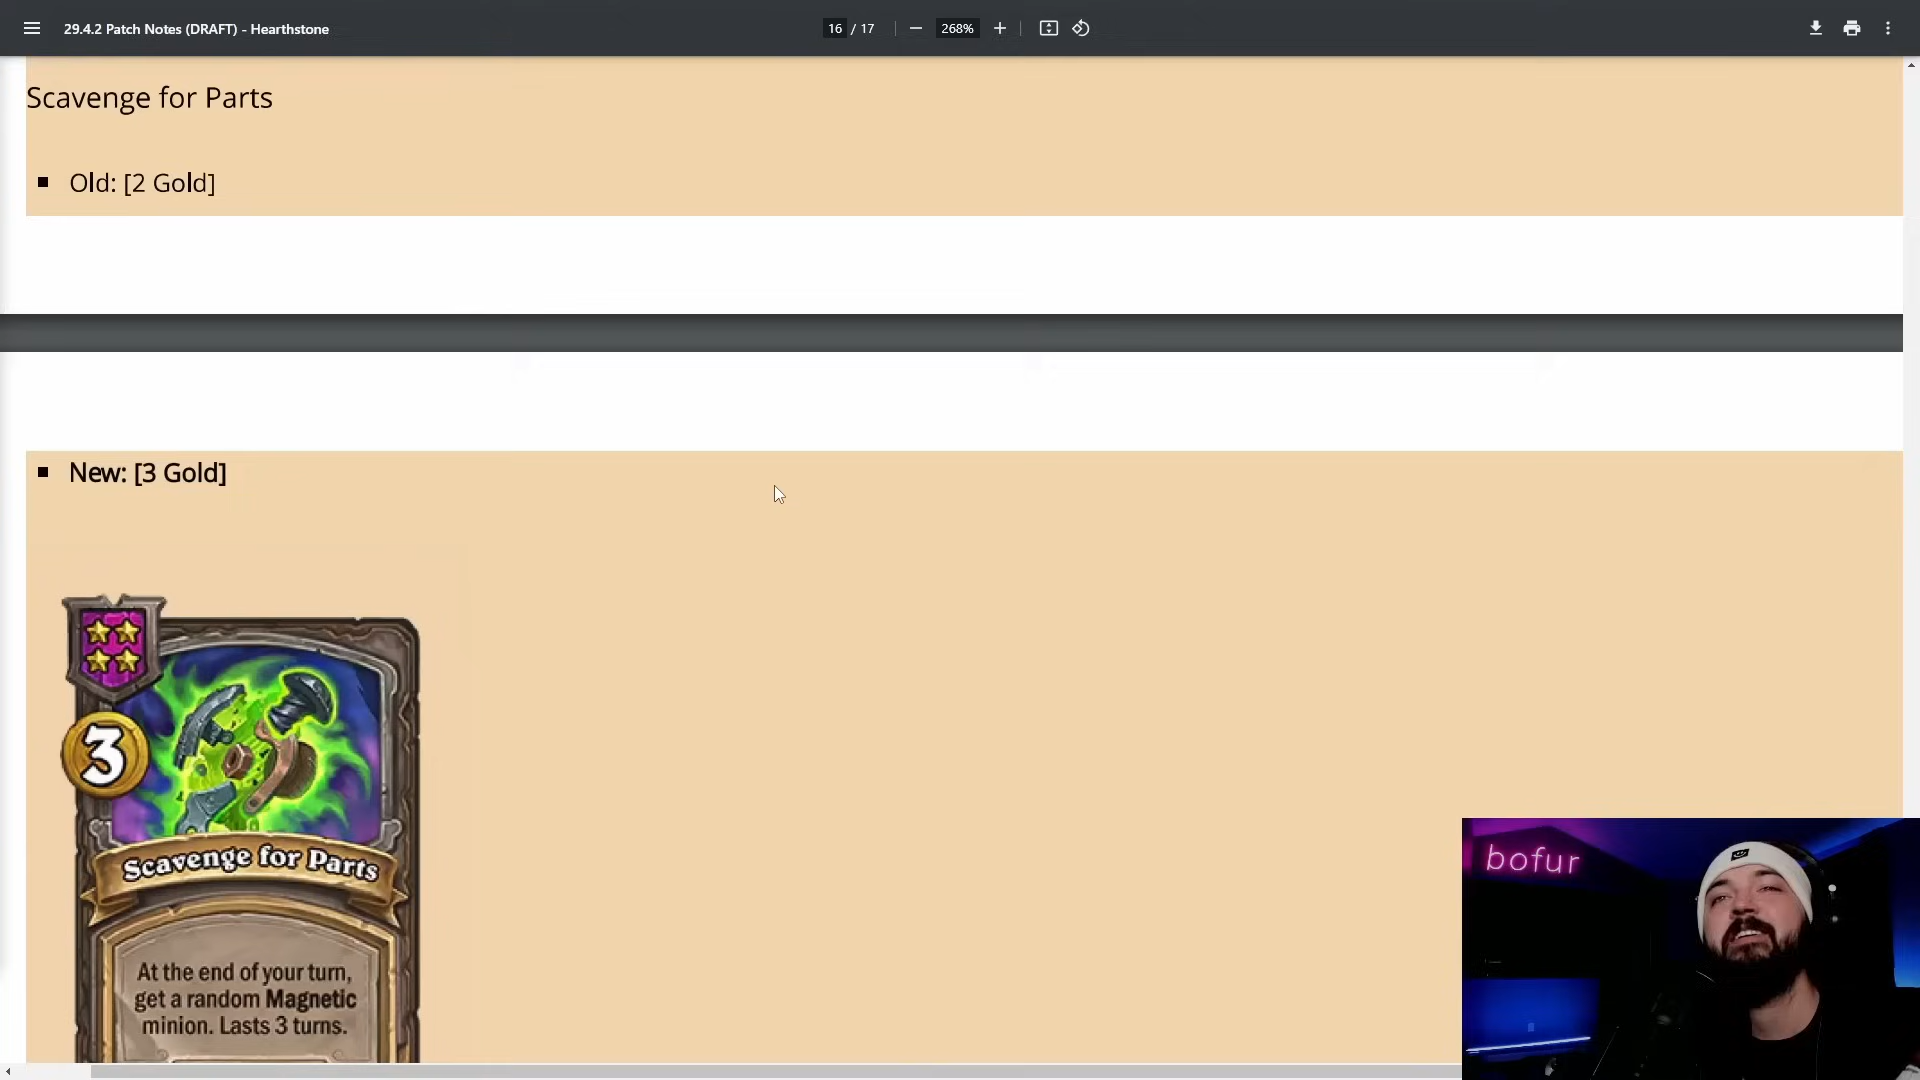 29.4.2 Patch Notes (DRAFT) - Hearthstone
16 / 17
268%
Scavenge for Parts
▪ Old: [2 Gold]
▪ New: [3 Gold]
3
Scavenge for Parts
At the end of your turn,
get a random Magnetic
minion. Lasts 3 turns.
bofur